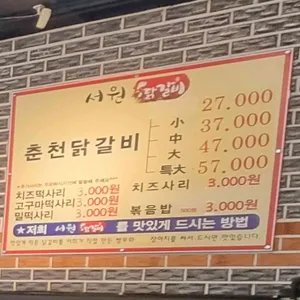 서원 닭갈비
춘천닭갈비
小 27.000
中 37.000
大 47.000
特大 57.000
치즈떡사리 3.000원 치즈사리 3.000원
고구마떡사리 3.000원
밀떡사리 3.000원 볶음밥 3.000원
★저희 서원 닭갈비 를 맛있게 드시는 방법